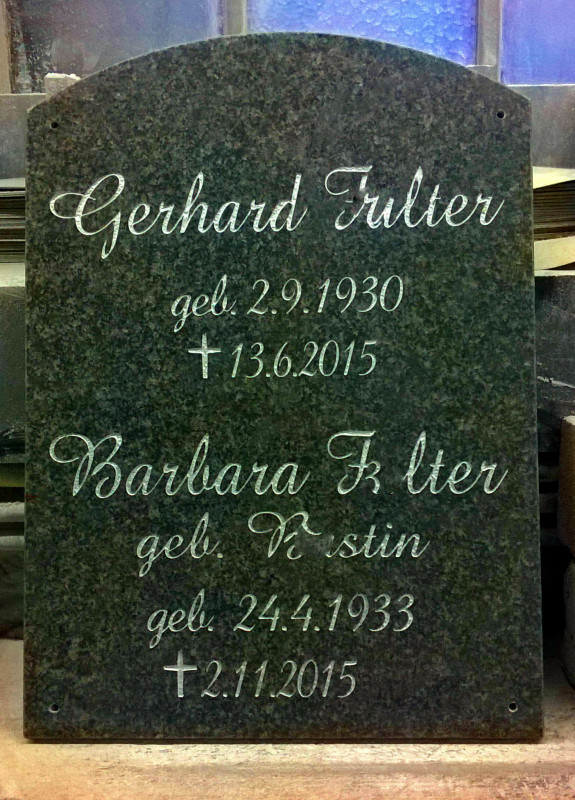 Gerhard Fulter
geb. 2.9.1930
†13.6.2015
Barbara
geb.
geb. 24.4.1933
†2.11.2015